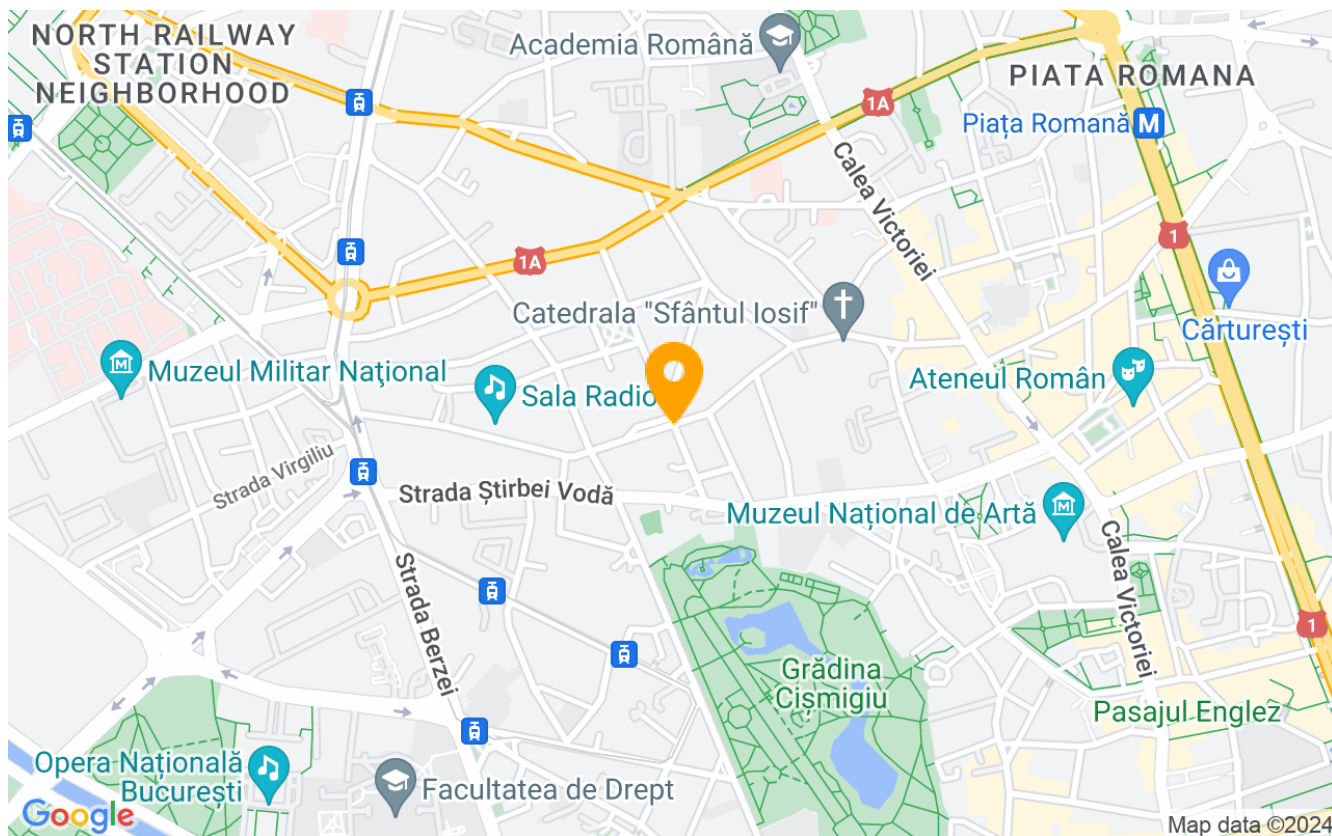 NORTH RAILWAY
STATION
NEIGHBORHOOD
Academia Română
PIATA ROMANA
1A
Piața Romană M
Calea Victoriei
1
1A
Catedrala "Sfântul Iosif"
Cărturești
Muzeul Militar Naţional
Sala Radio
Ateneul Român
Strada Virgiliu
Strada Știrbei Vodă
Muzeul Național de Artă
Calea Victoriei
Strada Berzei
1
Grădina
Cișmigiu
Pasajul Englez
Opera Națională
București
Facultatea de Drept
Google
Map data ©2024